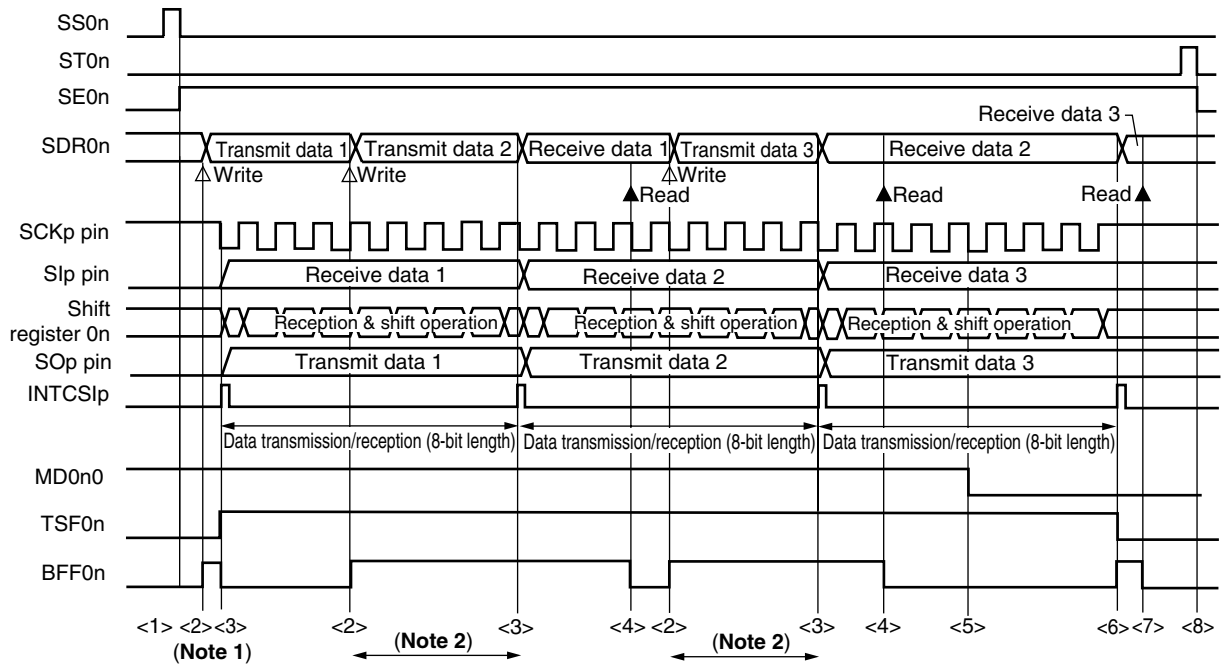 SS0n
ST0n
SE0n
Receive data 3
SDR0n
Transmit data 1 Transmit data 2 Receive data 1 Transmit data 3 Receive data 2
Write Write Read Write Read Read
SCKp pin
SIp pin
Receive data 1 Receive data 2 Receive data 3
Shift
register 0n
Reception & shift operation Reception & shift operation Reception & shift operation
SOp pin
Transmit data 1 Transmit data 2 Transmit data 3
INTCSIp
Data transmission/reception (8-bit length) Data transmission/reception (8-bit length) Data transmission/reception (8-bit length)
MD0n0
TSF0n
BFF0n
<1> <2><3> <2> <3> <4> <2> <3> <4> <5> <6><7> <8>
(Note 1) (Note 2) (Note 2)